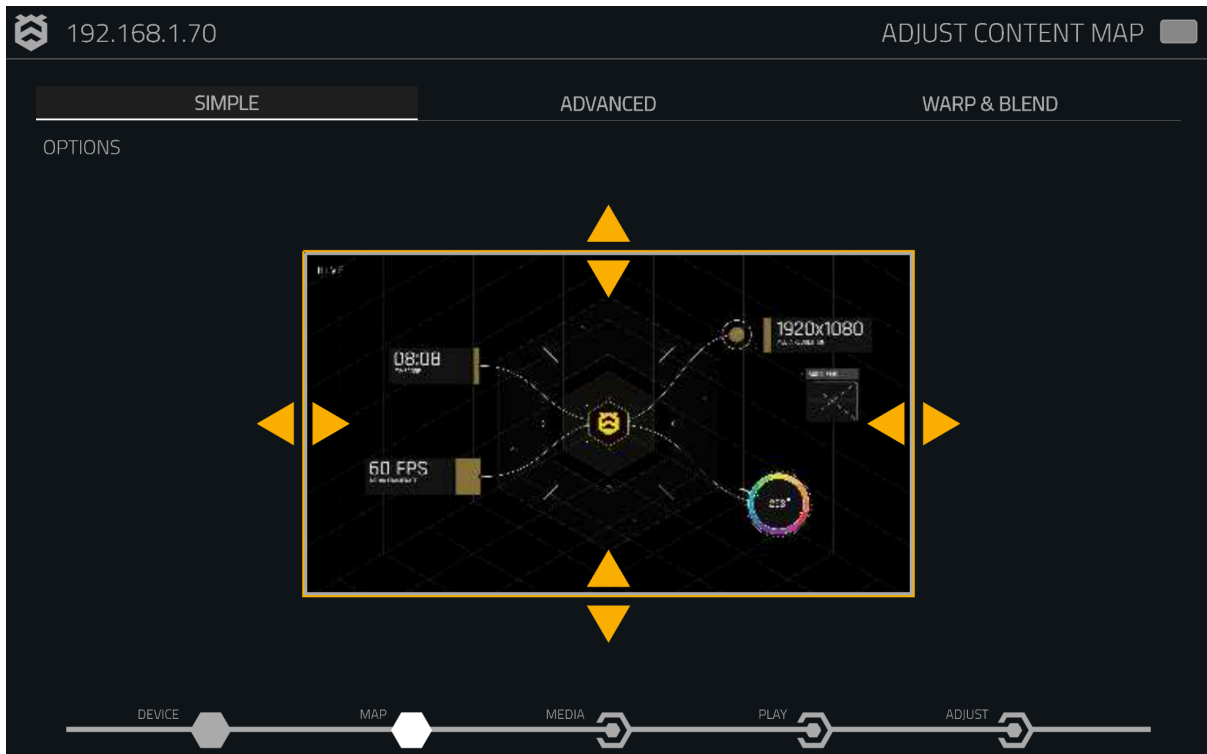 192.168.1.70
ADJUST CONTENT MAP
SIMPLE
ADVANCED
WARP & BLEND
OPTIONS
HIVE
1920x1080
08:08
60 FPS
DEVICE
MAP
MEDIA
PLAY
ADJUST